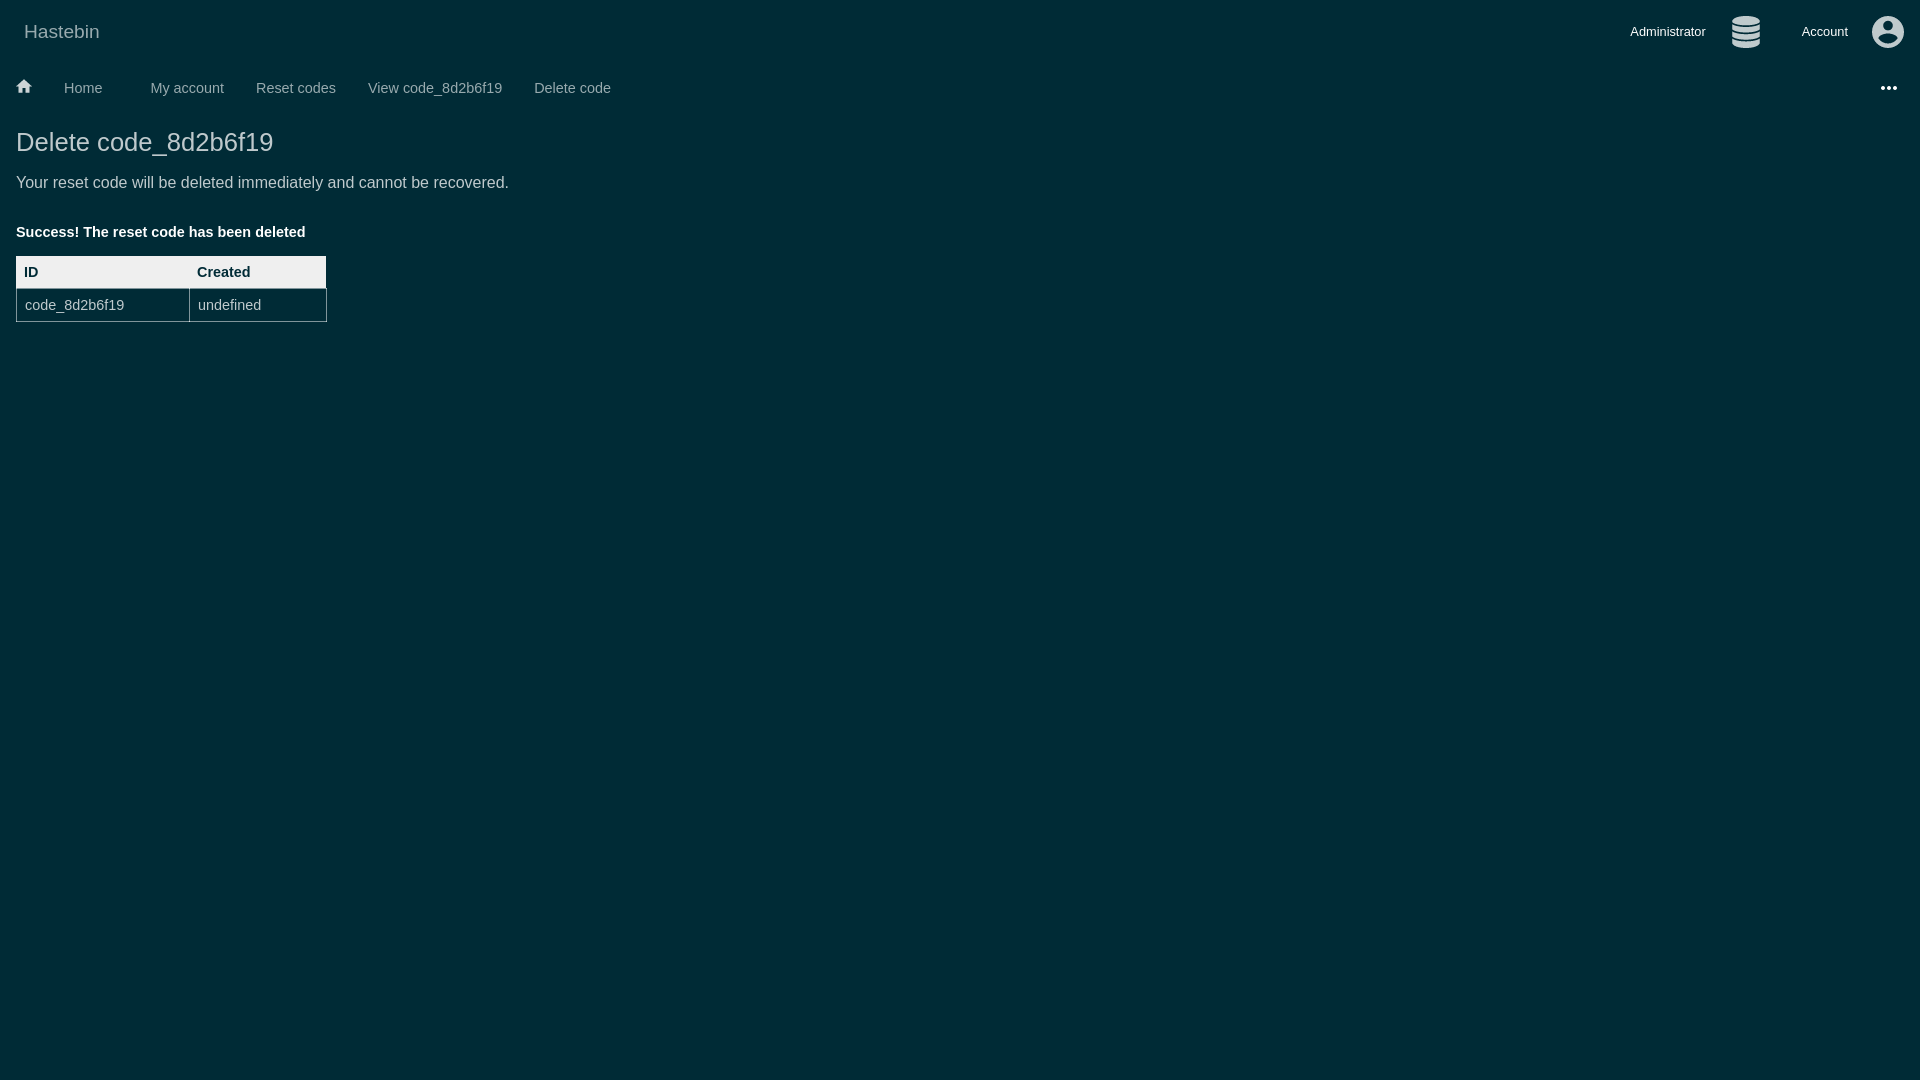 Hastebin
Administrator
Account
Home
My account
Reset codes
View code_8d2b6f19
Delete code
Delete code_8d2b6f19
Your reset code will be deleted immediately and cannot be recovered.
Success! The reset code has been deleted
ID Created
code_8d2b6f19 undefined